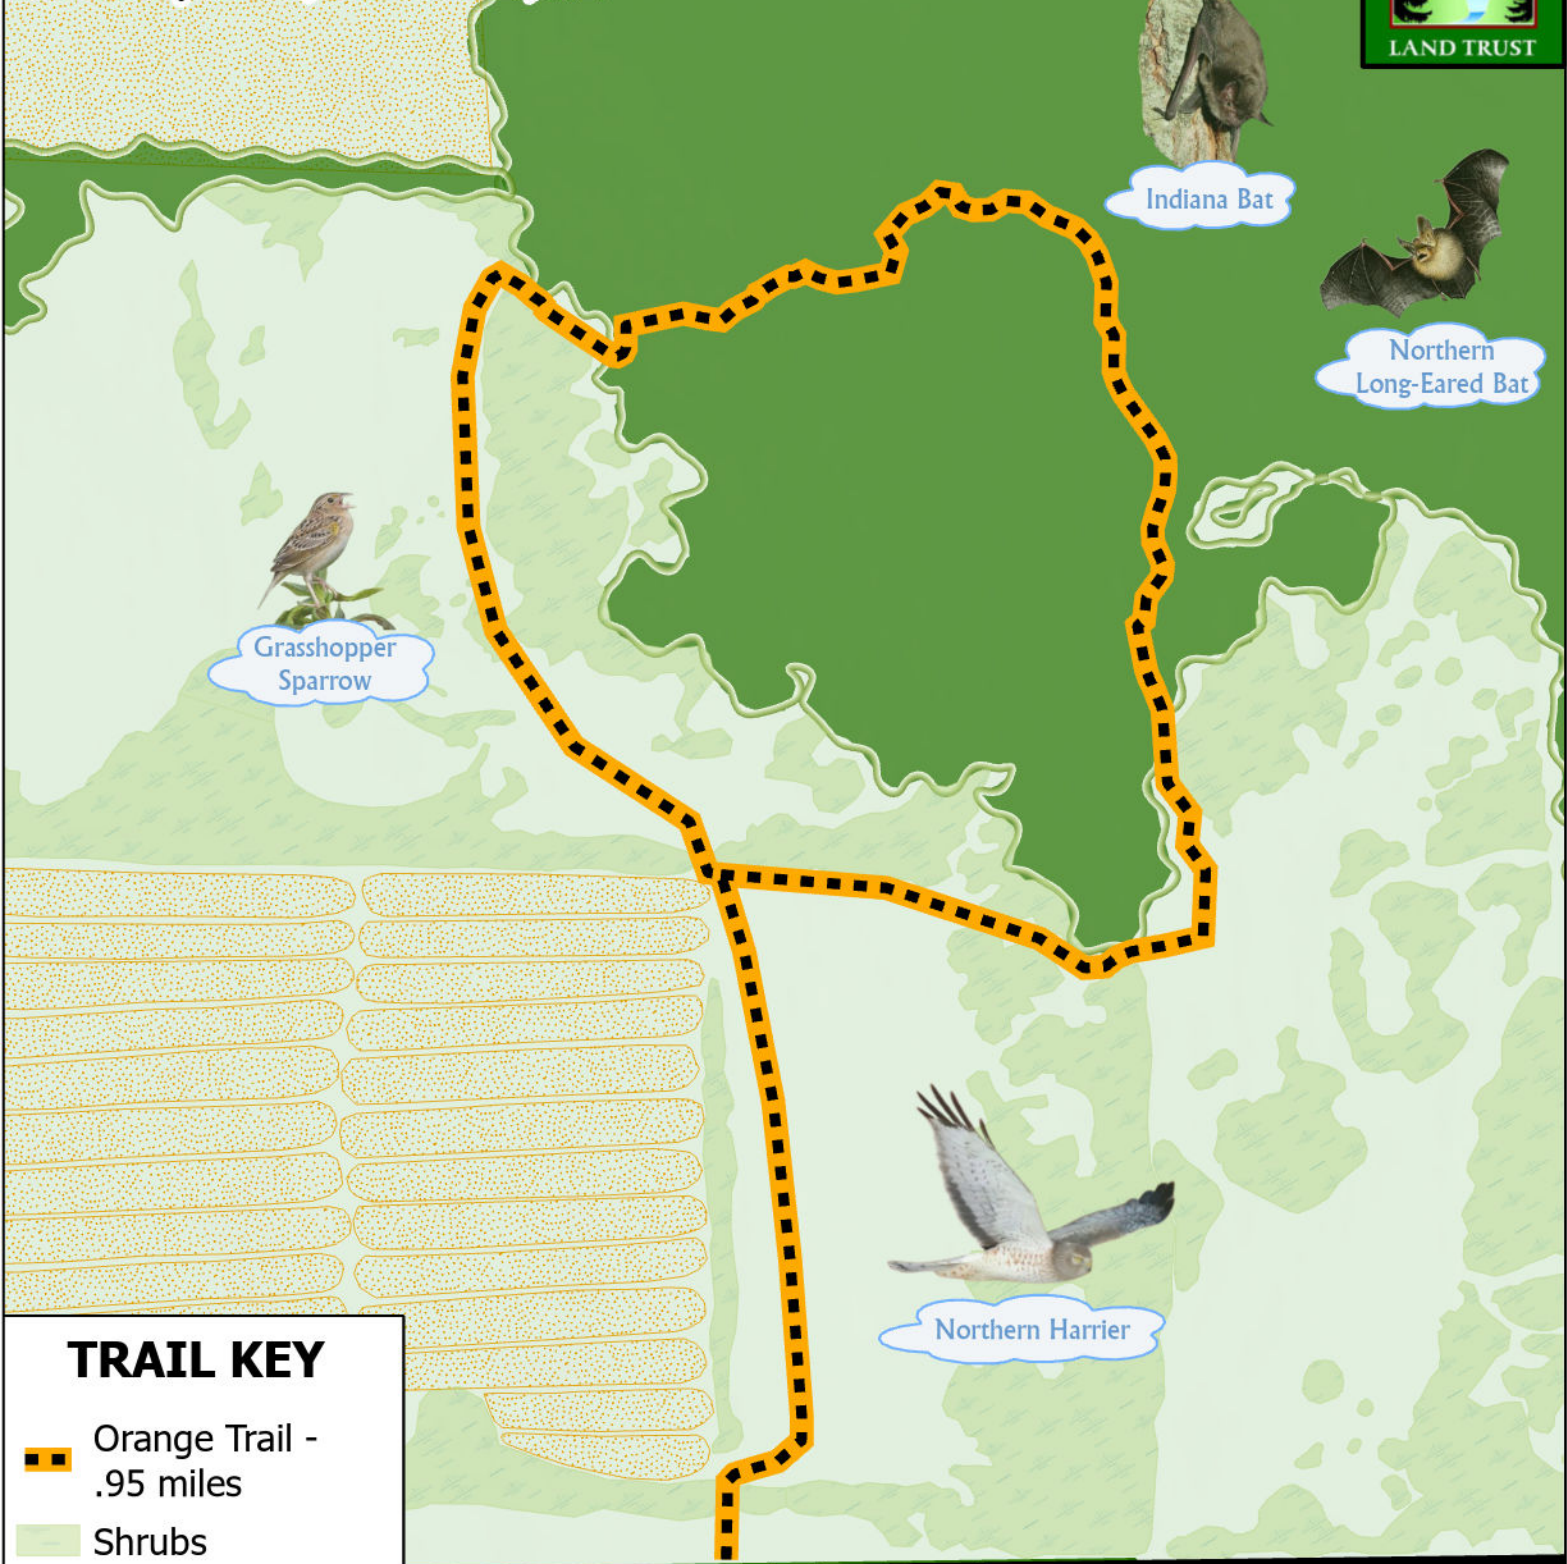 LAND TRUST
Indiana Bat
Northern
Long-Eared Bat
Grasshopper
Sparrow
Northern Harrier
TRAIL KEY
Orange Trail -
.95 miles
Shrubs